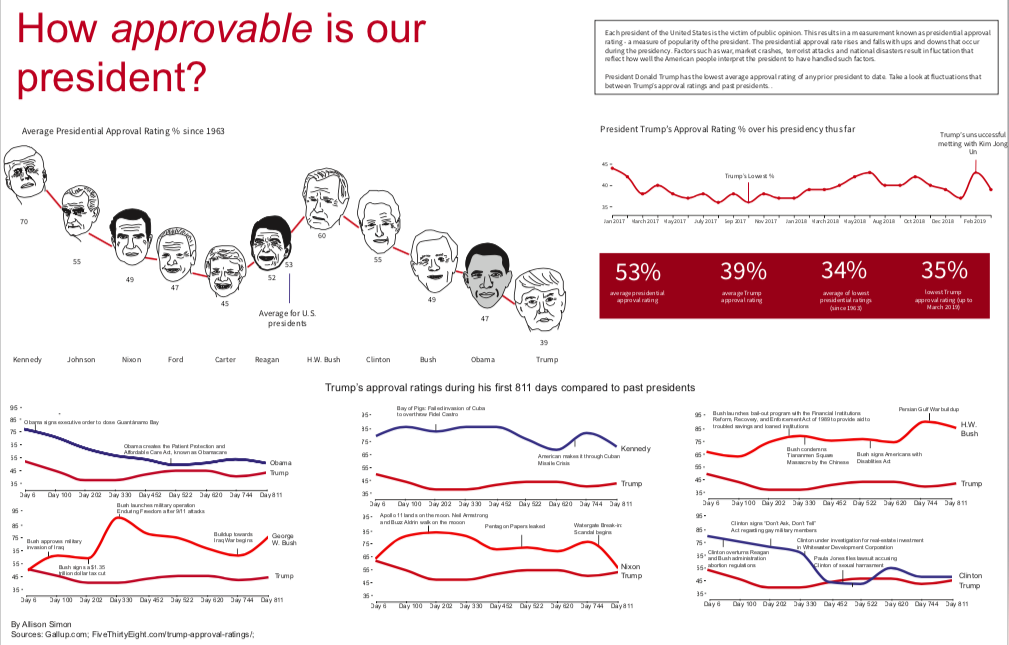 How approvable is our
president?
Each president of the United States is the victim of public opinion. This results in a measurement known as presidential approval
rating - a measure of popularity of the president. The presidential approval rate rises and falls with ups and downs that occur
during the presidency. Factors such as war, market crashes, terrorist attacks and national disasters result in fluctation that
reflect how well the American people interpret the president to have handled such factors.
President Donald Trump has the lowest average approval rating of any prior president to date. Take a look at fluctuations that
between Trump's approval ratings and past presidents. .
Average Presidential Approval Rating % since 1963
70
55
49
47
45
52
53
60
55
49
47
39
Average for U.S.
presidents
Kennedy Johnson Nixon Ford Carter Reagan H.W. Bush Clinton Bush Obama Trump
President Trump's Approval Rating % over his presidency thus far
Trump's unsuccessful
metting with Kim Jong
Un
Trump's Lowest %
45
40
35
Jan 2017 March 2017 May 2017 July 2017 Sep 2017 Nov 2017 Jan 2018 March 2018 May 2018 Aug 2018 Oct 2018 Dec 2018 Feb 2019
53% 39% 34% 35%
average presidential
approval rating
average Trump
approval rating
average of lowest
presidential ratings
(since 1963)
lowest Trump
approval rating (up to
March 2019)
Trump's approval ratings during his first 811 days compared to past presidents
95
85
75
15
45
35
Obama signs executive order to close Guantánamo Bay
Obama creates the Patient Protection and
Affordable Care Act, known as Obamacare
Obama
Trump
Day 6 Day 100 Day 202 Day 330 Day 452 Day 522 Day 620 Day 744 Day 811
35
85
75
65
55
45
35
Bay of Pigs: Failed invasion of Cuba
to overthrow Fidel Castro
American makes it through Cuban
Missile Crisis
Kennedy
Trump
Day 6 Day 100 Day 202 Day 330 Day 452 Day 522 Day 620 Day 744 Day 811
95
85
75
65
55
45
35
Bush launches bail-out program with the Financial Institutions
Reform, Recovery, and Enforcement Act of 1989 to provide aid to
troubled savings and loaned institutions
Persian Gulf War buildup
Bush condemns
Tiananmen Square
Massacre by the Chinese
Bush signs Americans with
Disabilities Act
H.W.
Bush
Trump
Day 6 Day 100 Day 202 Day 330 Day 452 Day 522 Day 620 Day 744 Day 811
95
85
75
15
45
15
Bush launches military operation
Enduring Freedom after 9/11 attacks
Bush approves military
invasion of Iraq
Bush signs a $1.35
trillion dollar tax cut
Buildup towards
Iraq War begins
George
W. Bush
Trump
Day 6 Day 100 Day 202 Day 330 Day 452 Day 522 Day 620 Day 744 Day 811
35
85
75
65
55
45
35
Apollo 11 lands on the moon. Neil Armstrong
and Buzz Aldrin walk on the mooon
Pentagon Papers leaked
Watergate Break-in:
Scandal begins
Nixon
Trump
Day 6 Day 100 Day 202 Day 330 Day 452 Day 522 Day 620 Day 744 Day 811
95
85
75
65
55
45
35
Clinton signs "Don't Ask, Don't Tell"
Act regarding gay military members
Clinton under investigation for real-estate investment
in Whitewater Development Corporation
Clinton overturns Reagan
and Bush administration
abortion regulations
Paula Jones files lawsuit accusing
Clinton of sexual harrasment
Clinton
Trump
Day 6 Day 100 Day 202 Day 330 Day 452 Day 522 Day 620 Day 744 Day 811
By Allison Simon
Sources: Gallup.com; FiveThirtyEight.com/trump-approval-ratings/;